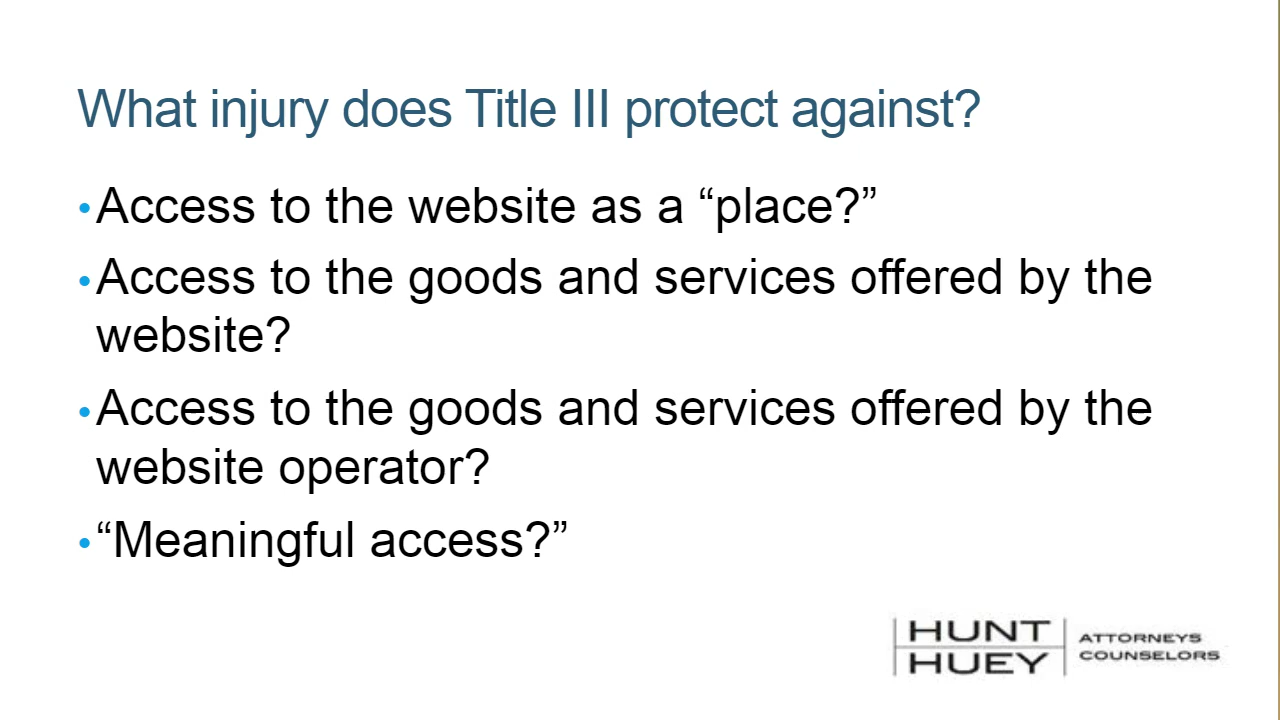 What injury does Title III protect against?
•Access to the website as a “place?”
•Access to the goods and services offered by the
website?
•Access to the goods and services offered by the
website operator?
•“Meaningful access?”
HUNT
HUEY
ATTORNEYS
COUNSELORS